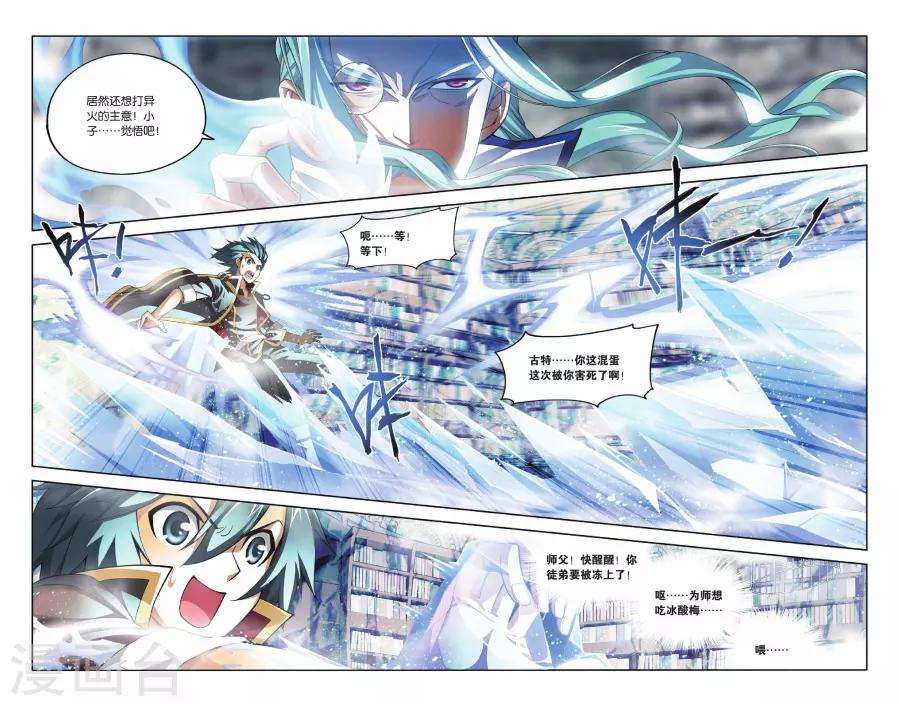 居然还想打异
火的主意！小
子……觉悟吧！
咔！
呃……等！
等下！
咔——！
古特……你这混蛋
这次被你害死了啊！
咔
师父！快醒醒！你
徒弟要被冻上了！
呕……为师想
吃冰酸梅……
喂……
漫画台